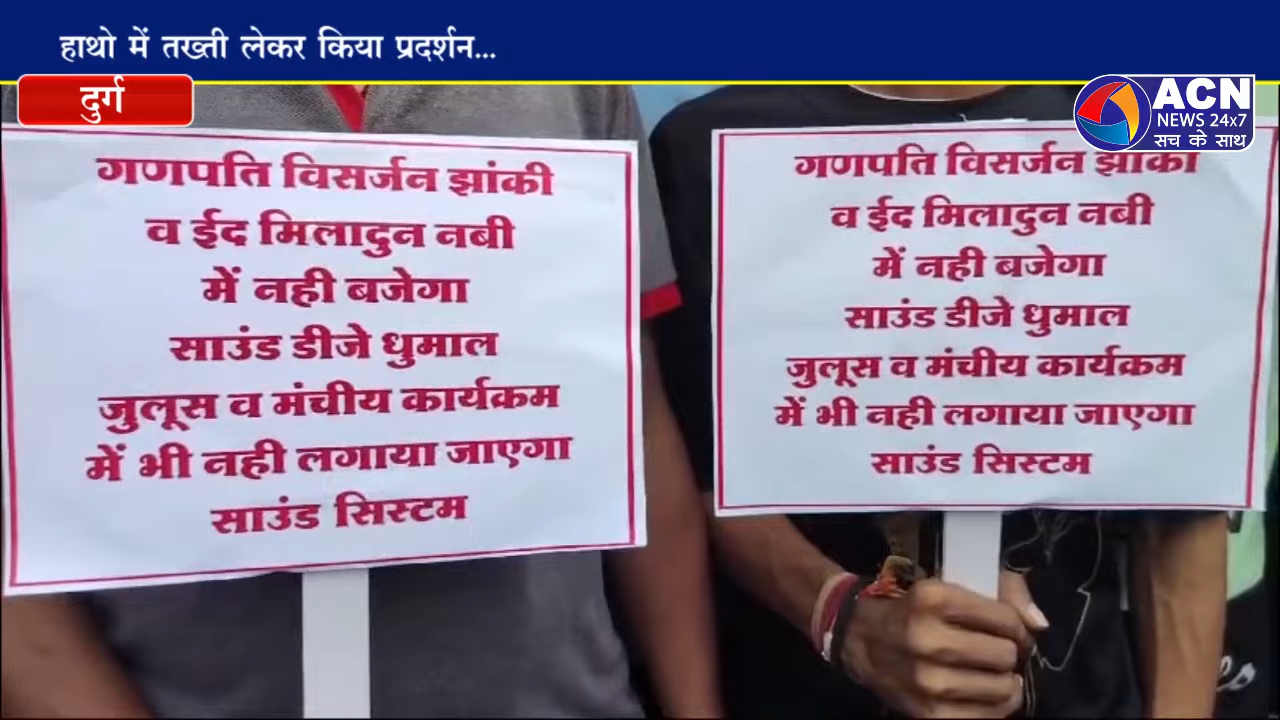 हाथो में तख्ती लेकर किया प्रदर्शन...
दुर्ग
ACN
NEWS 24x7
सच के साथ
गणपति विसर्जन झांकी
व ईद मिलादुन नबी
में नही बजेगा
साउंड डीजे धुमाल
जुलूस व मंचीय कार्यक्रम
में भी नही लगाया जाएगा
साउंड सिस्टम
गणपति विसर्जन झांकी
व ईद मिलादुन नबी
में नही बजेगा
साउंड डीजे धुमाल
जुलूस व मंचीय कार्यक्रम
में भी नही लगाया जाएगा
साउंड सिस्टम